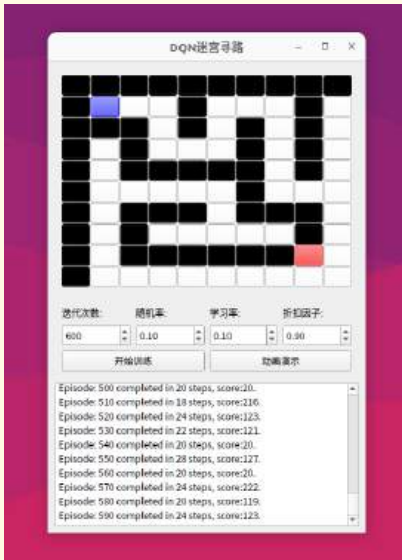 DQN迷宫寻路
迭代次数: 随机率: 学习率: 折扣因子:
600 0.10 0.10 0.90
开始训练 动画演示
Episode: 500 completed in 20 steps, score:20.
Episode: 510 completed in 18 steps, score:216.
Episode: 520 completed in 24 steps, score:123.
Episode: 530 completed in 22 steps, score:121.
Episode: 540 completed in 20 steps, score:20.
Episode: 550 completed in 28 steps, score:127.
Episode: 560 completed in 20 steps, score:20.
Episode: 570 completed in 24 steps, score:222.
Episode: 580 completed in 20 steps, score:119.
Episode: 590 completed in 24 steps, score:123.